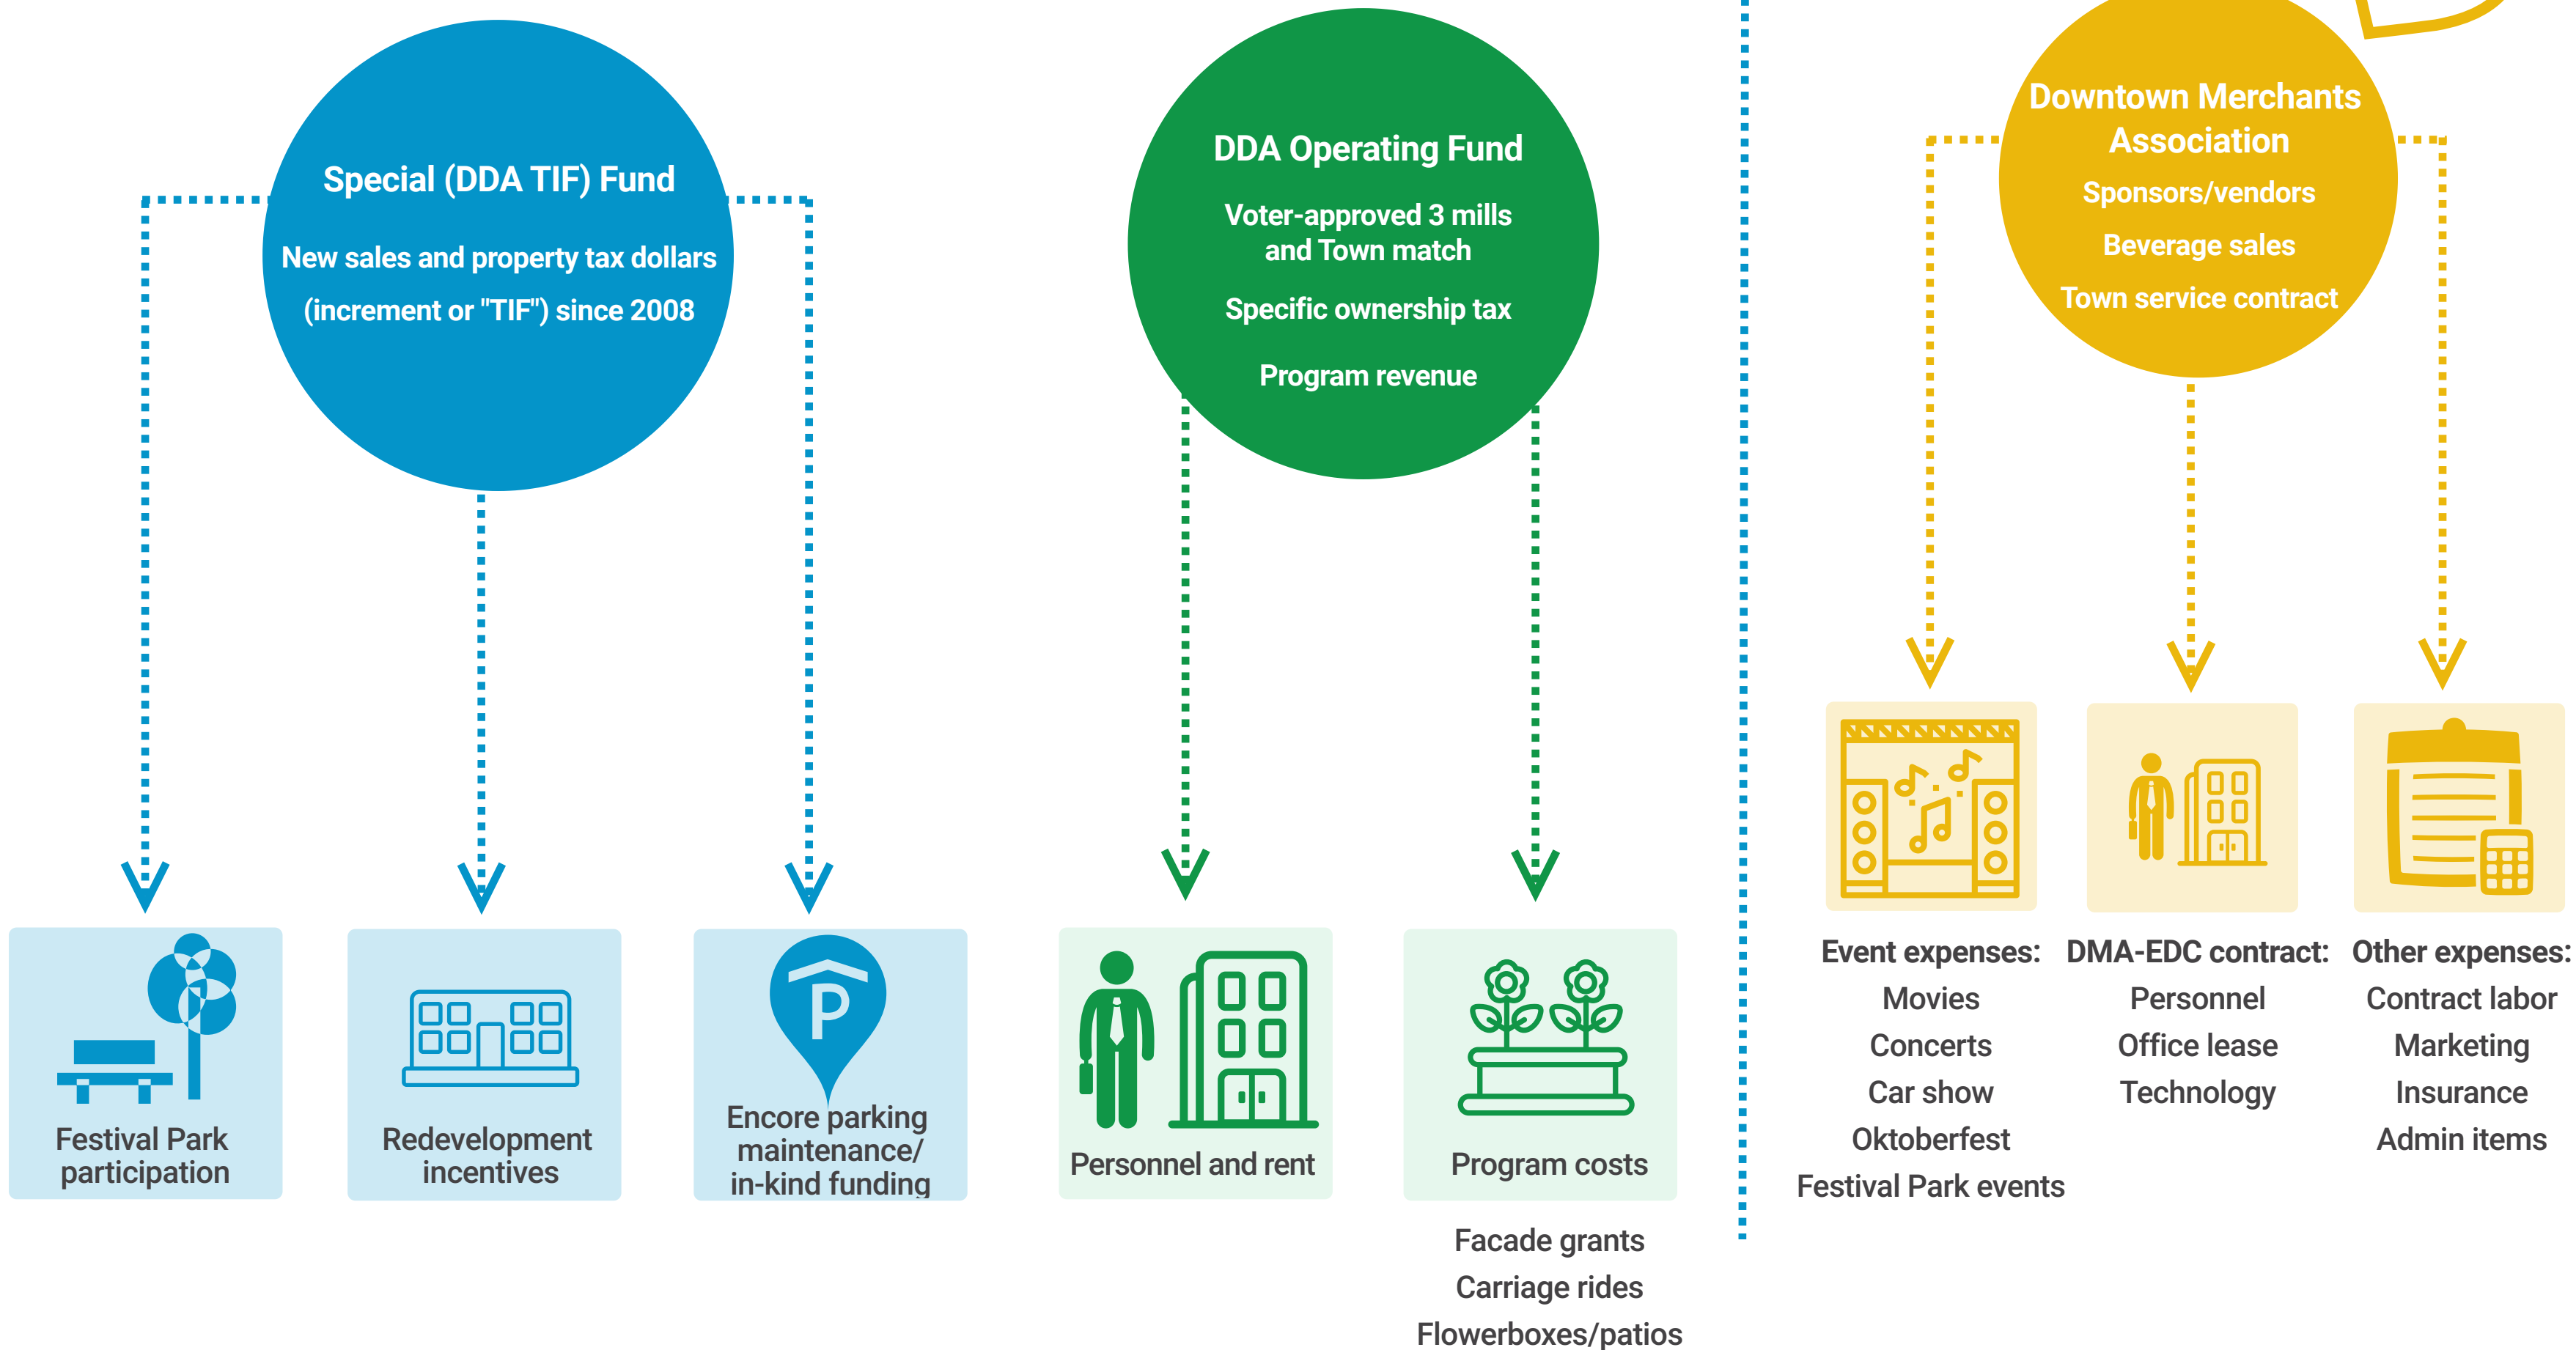 Special (DDA TIF) Fund
New sales and property tax dollars
(increment or "TIF") since 2008
Festival Park
participation
Redevelopment
incentives
P
Encore parking
maintenance/
in-kind funding
DDA Operating Fund
Voter-approved 3 mills
and Town match
Specific ownership tax
Program revenue
Personnel and rent
Program costs
Facade grants
Carriage rides
Flowerboxes/patios
Downtown Merchants
Association
Sponsors/vendors
Beverage sales
Town service contract
Event expenses:
Movies
Concerts
Car show
Oktoberfest
Festival Park events
DMA-EDC contract:
Personnel
Office lease
Technology
Other expenses:
Contract labor
Marketing
Insurance
Admin items